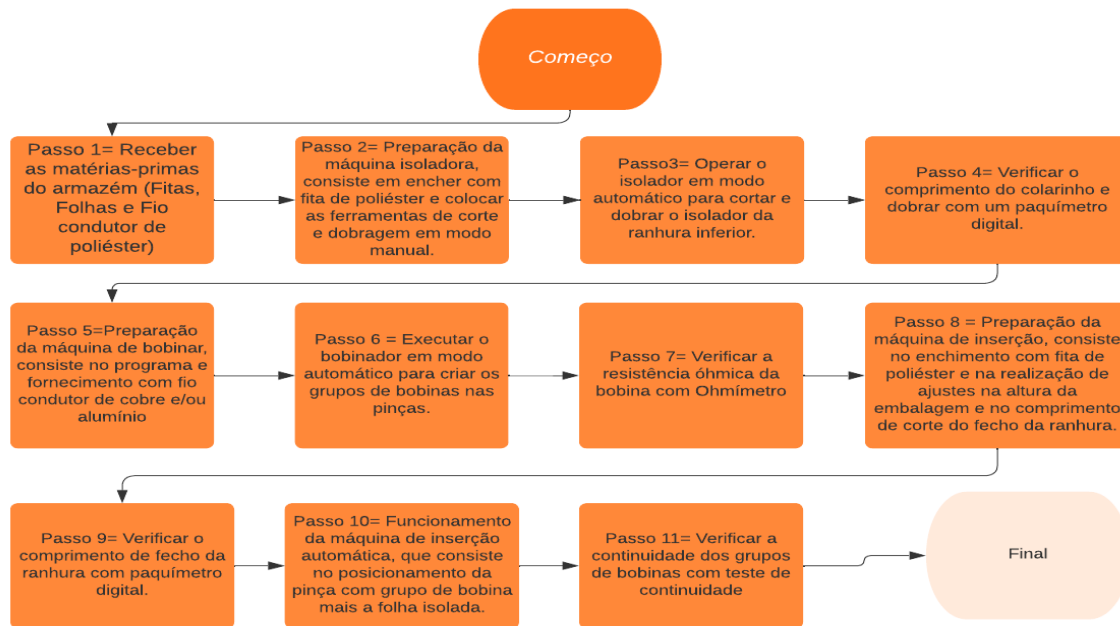 Começo
Passo 1= Receber
as matérias-primas
do armazém (Fitas,
Folhas e Fio
condutor de
poliéster)
Passo 2= Preparação da
máquina isoladora,
consiste em encher com
fita de poliéster e colocar
as ferramentas de corte
e dobragem em modo
manual.
Passo3= Operar o
isolador em modo
automático para cortar e
dobrar o isolador da
ranhura inferior.
Passo 4= Verificar o
comprimento do colarinho e
dobrar com um paquímetro
digital.
Passo 5=Preparação
da máquina de bobinar,
consiste no programa e
fornecimento com fio
condutor de cobre e/ou
alumínio
Passo 6 = Executar o
bobinador em modo
automático para criar os
grupos de bobinas nas
pinças.
Passo 7= Verificar a
resistência óhmica da
bobina com Ohmímetro
Passo 8 = Preparação da
máquina de inserção, consiste
no enchimento com fita de
poliéster e na realização de
ajustes na altura da
embalagem e no comprimento
de corte do fecho da ranhura.
Passo 9= Verificar o
comprimento de fecho da
ranhura com paquímetro
digital.
Passo 10= Funcionamento
da máquina de inserção
automática, que consiste
no posicionamento da
pinça com grupo de bobina
mais a folha isolada.
Passo 11= Verificar a
continuidade dos grupos
de bobinas com teste de
continuidade
Final